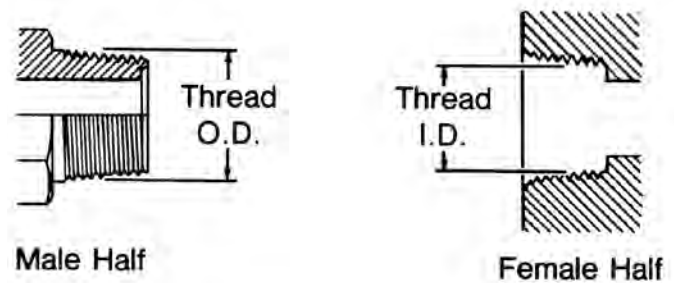 Thread
O.D.
Thread
I.D.
Male Half
Female Half